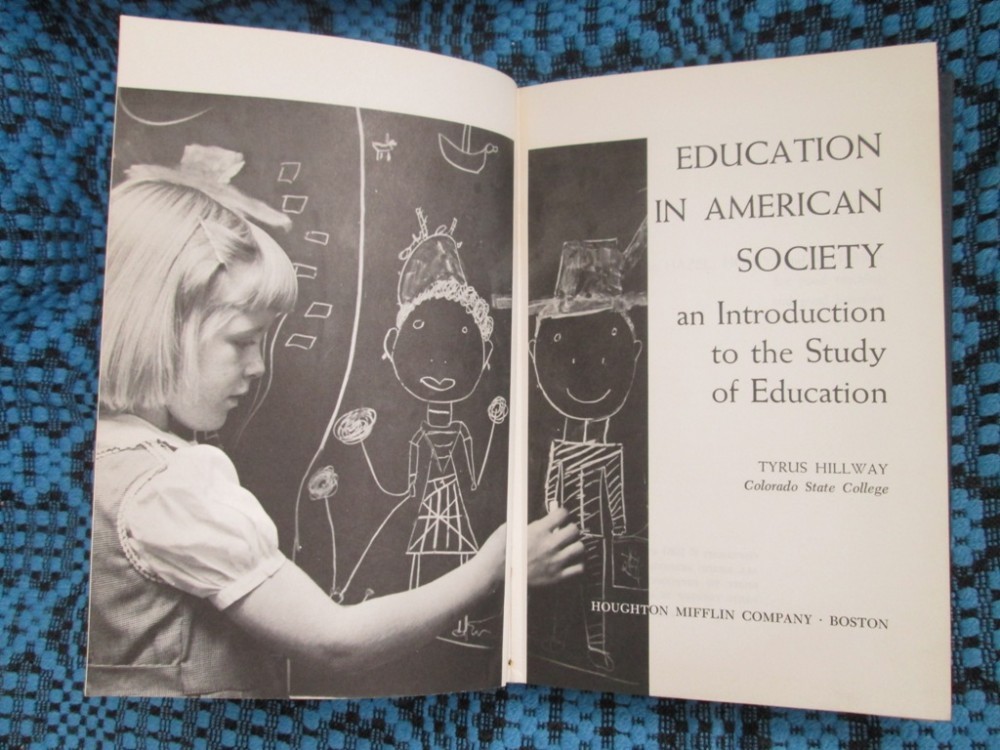 EDUCATION
IN AMERICAN
SOCIETY
an Introduction
to the Study
of Education
TYRUS HILLWAY
Colorado State College
HOUGHTON MIFFLIN COMPANY · BOSTON